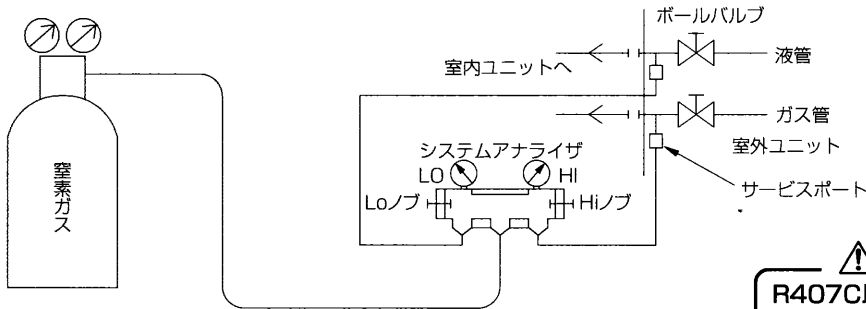 ボールバルブ
液管
室内ユニットへ
ガス管
システムアナライザ
室外ユニット
LO
HI
サービスポート
Loノブ
Hiノブ
窒素ガス
R407C